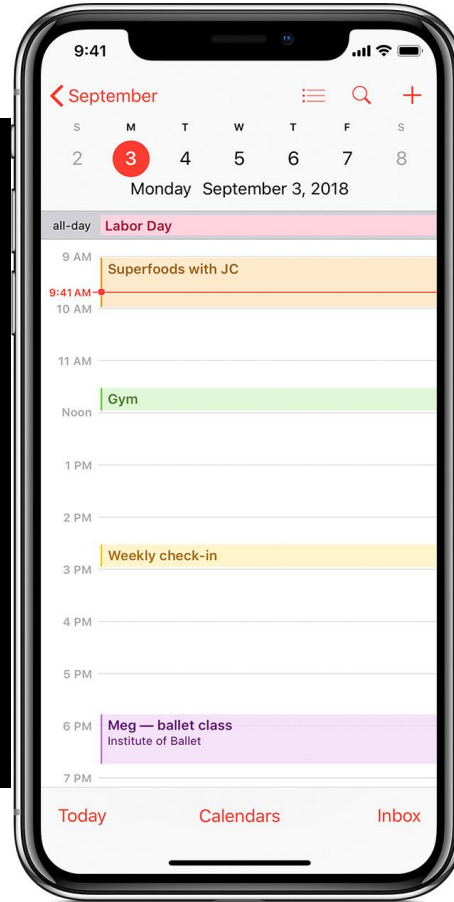 9:41
September
S M T W T F S
2 3 4 5 6 7 8
Monday September 3, 2018
all-day Labor Day
9 AM
Superfoods with JC
9:41 AM
10 AM
11 AM
Gym
Noon
1 PM
2 PM
Weekly check-in
3 PM
4 PM
5 PM
6 PM Meg — ballet class
Institute of Ballet
7 PM
Today Calendars Inbox